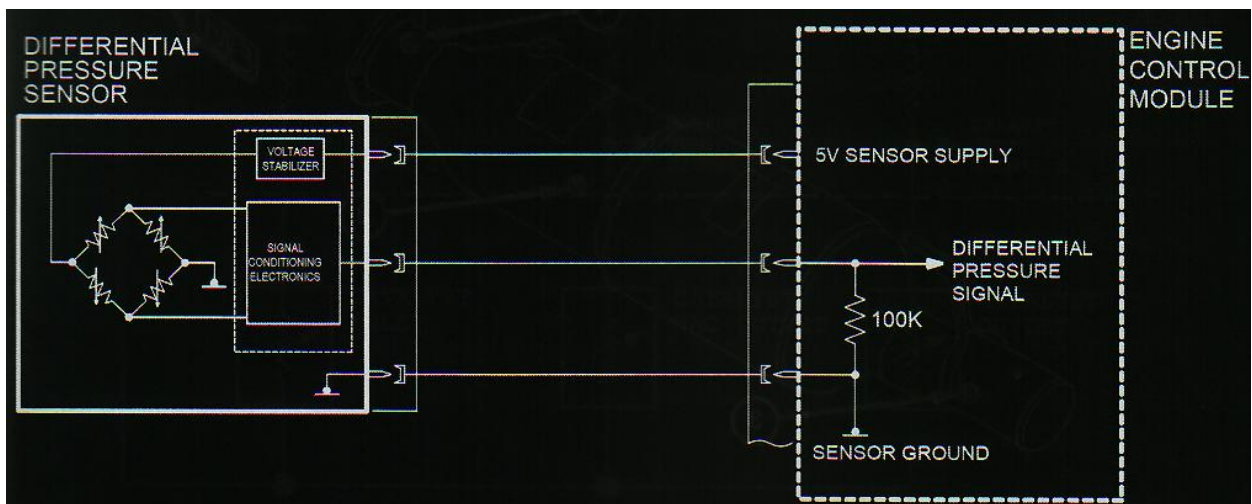 DIFFERENTIAL
PRESSURE
SENSOR
ENGINE
CONTROL
MODULE
VOLTAGE
STABILIZER
5V SENSOR SUPPLY
SIGNAL
CONDITIONING
ELECTRONICS
DIFFERENTIAL
PRESSURE
SIGNAL
100K
SENSOR GROUND